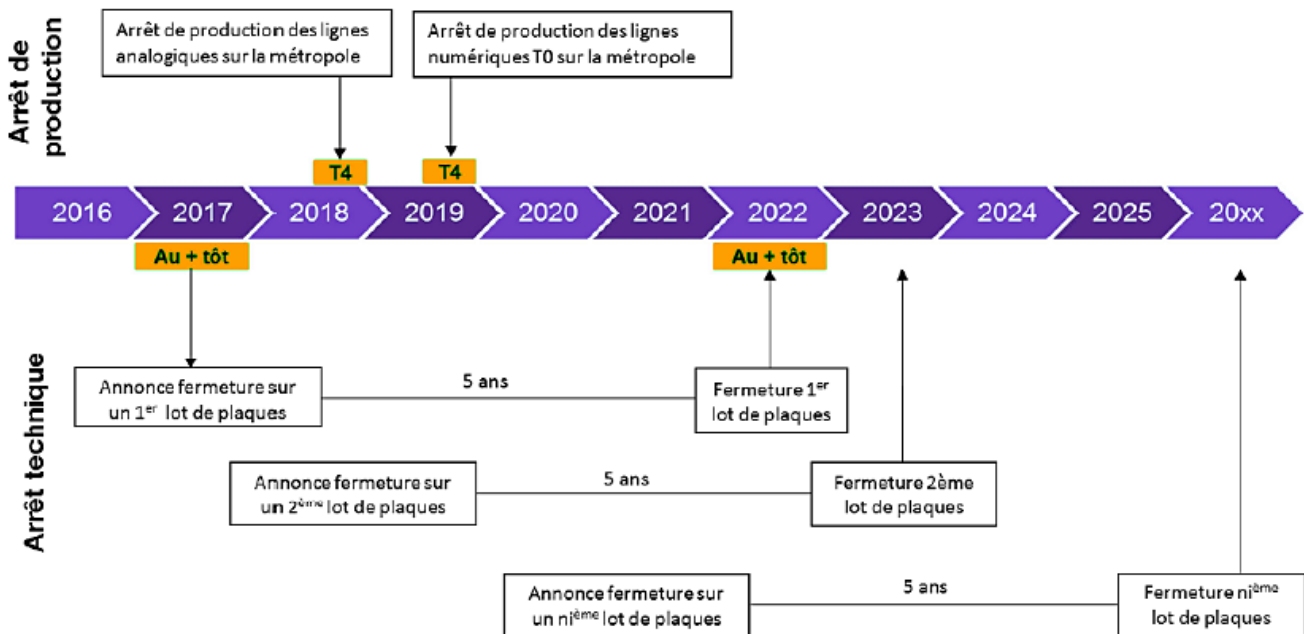 Arrêt de
production
Arrêt de production des lignes
analogiques sur la métropole
Arrêt de production des lignes
numériques T0 sur la métropole
T4
T4
2016
2017
2018
2019
2020
2021
2022
2023
2024
2025
20xx
Au + tôt
Au + tôt
Arrêt technique
Annonce fermeture sur
un 1er lot de plaques
5 ans
Fermeture 1er
lot de plaques
Annonce fermeture sur
un 2ème lot de plaques
5 ans
Fermeture 2ème
lot de plaques
Annonce fermeture sur
un nième lot de plaques
5 ans
Fermeture nième
lot de plaques